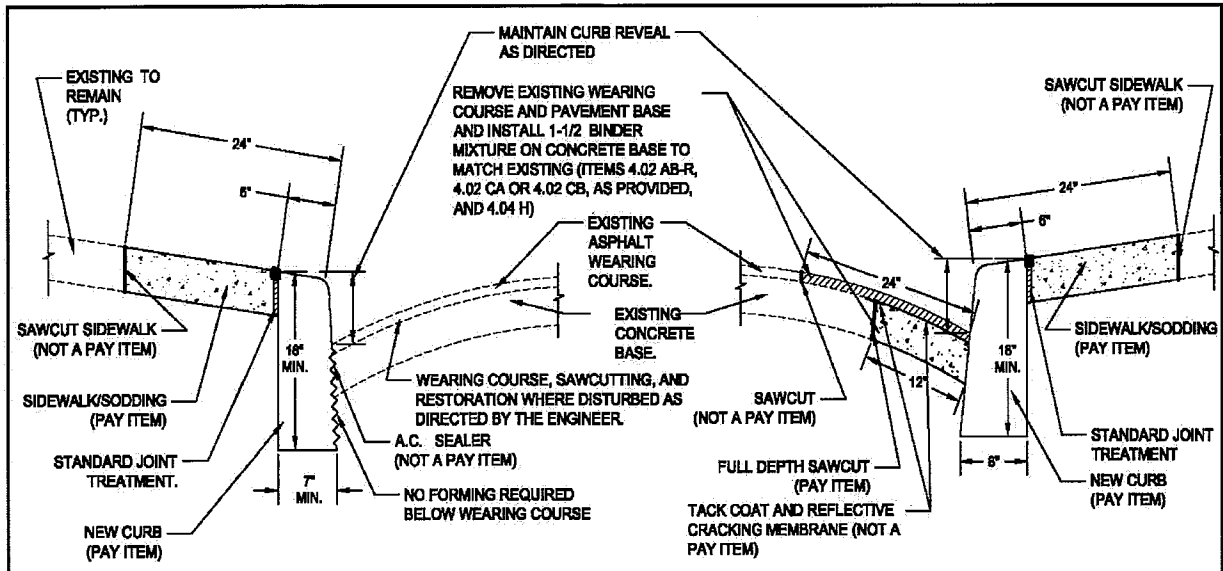 MAINTAIN CURB REVEAL
AS DIRECTED
EXISTING TO
REMAIN
(TYP.)
REMOVE EXISTING WEARING
COURSE AND PAVEMENT BASE
AND INSTALL 1-1/2 BINDER
MIXTURE ON CONCRETE BASE TO
MATCH EXISTING (ITEMS 4.02 AB-R,
4.02 CA OR 4.02 CB, AS PROVIDED,
AND 4.04 H)
SAWCUT SIDEWALK
(NOT A PAY ITEM)
24"
6"
24"
6"
EXISTING
ASPHALT
WEARING
COURSE.
24"
EXISTING
CONCRETE
BASE.
SAWCUT SIDEWALK
(NOT A PAY ITEM)
18"
MIN.
18"
MIN.
SIDEWALK/SODDING
(PAY ITEM)
12"
WEARING COURSE, SAWCUTTING, AND
RESTORATION WHERE DISTURBED AS
DIRECTED BY THE ENGINEER.
SAWCUT
(NOT A PAY ITEM)
SIDEWALK/SODDING
(PAY ITEM)
A.C. SEALER
(NOT A PAY ITEM)
STANDARD JOINT
TREATMENT.
STANDARD JOINT
TREATMENT
FULL DEPTH SAWCUT
(PAY ITEM)
8"
7"
MIN.
NO FORMING REQUIRED
BELOW WEARING COURSE
NEW CURB
(PAY ITEM)
TACK COAT AND REFLECTIVE
CRACKING MEMBRANE (NOT A
PAY ITEM)
NEW CURB
(PAY ITEM)